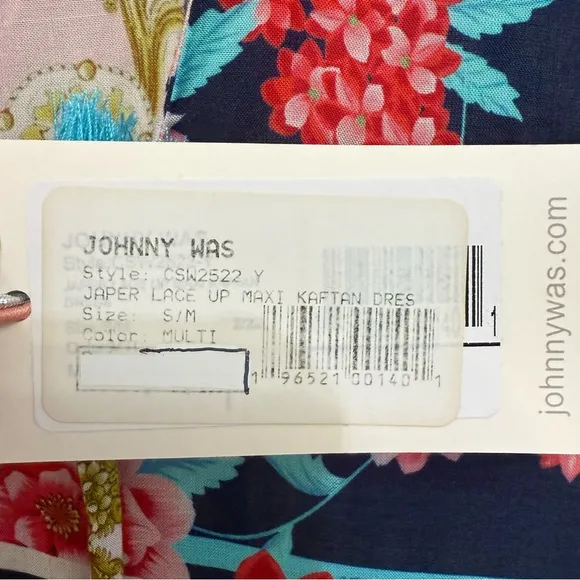 JOHNNY WAS
Style: CSW2522 Y
JAPER LACE UP MAXI KAFTAN DRES
Size: S/M
Color: MULTI
1 96521 00140 1
johnnywas.com